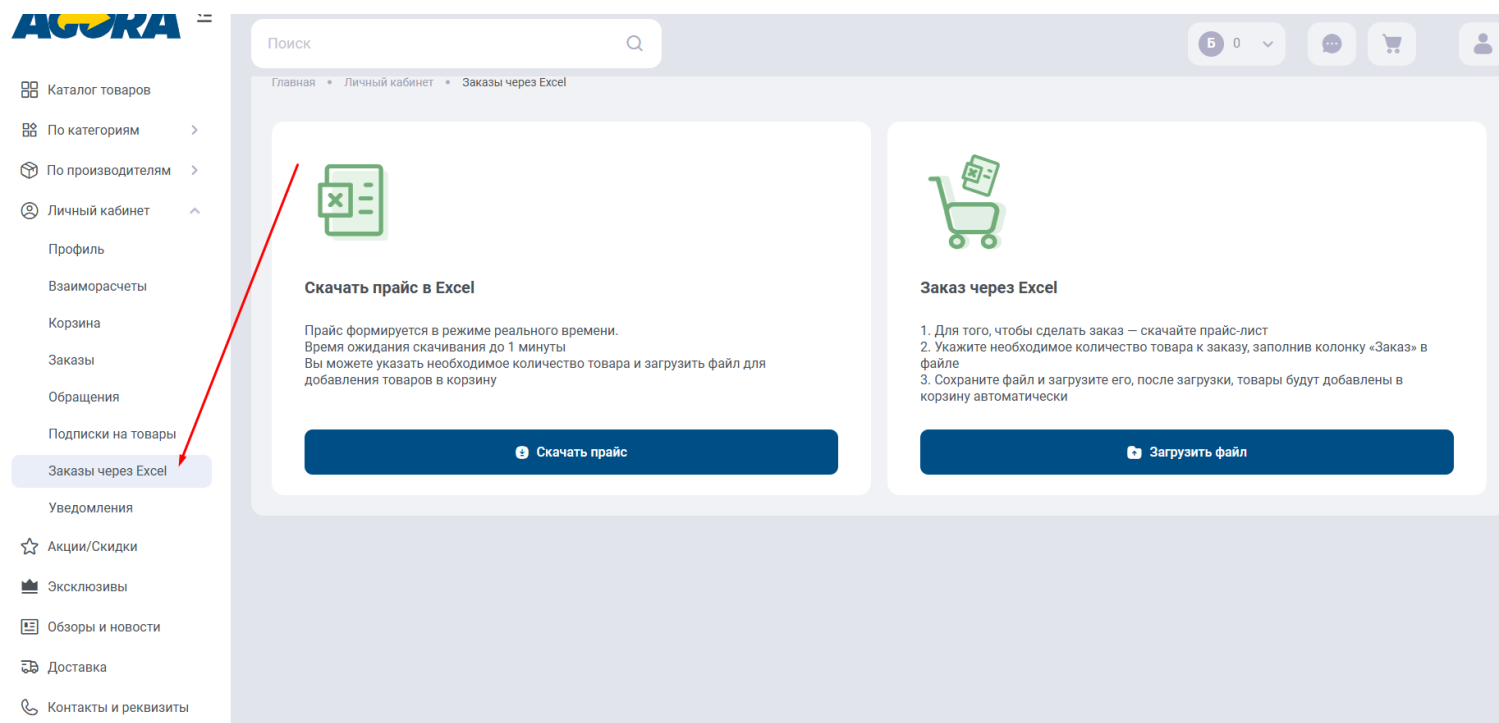 AGORA
Поиск
Б 0
Главная • Личный кабинет • Заказы через Excel
Каталог товаров
По категориям
По производителям
Личный кабинет
Профиль
Взаиморасчеты
Корзина
Заказы
Обращения
Подписки на товары
Заказы через Excel
Уведомления
Акции/Скидки
Эксклюзивы
Обзоры и новости
Доставка
Контакты и реквизиты
Скачать прайс в Excel
Прайс формируется в режиме реального времени.
Время ожидания скачивания до 1 минуты
Вы можете указать необходимое количество товара и загрузить файл для
добавления товаров в корзину
Скачать прайс
Заказ через Excel
1. Для того, чтобы сделать заказ — скачайте прайс-лист
2. Укажите необходимое количество товара к заказу, заполнив колонку «Заказ» в
файле
3. Сохраните файл и загрузите его, после загрузки, товары будут добавлены в
корзину автоматически
Загрузить файл